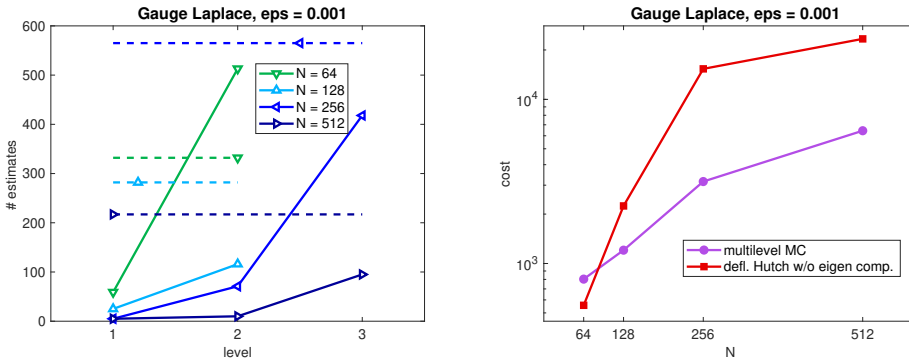 Gauge Laplace, eps = 0.001
600
500
400
300
200
100
0
# estimates
1
2
3
level
N = 64
N = 128
N = 256
N = 512
Gauge Laplace, eps = 0.001
10^4
10^3
cost
64
128
256
512
N
multilevel MC
defl. Hutch w/o eigen comp.